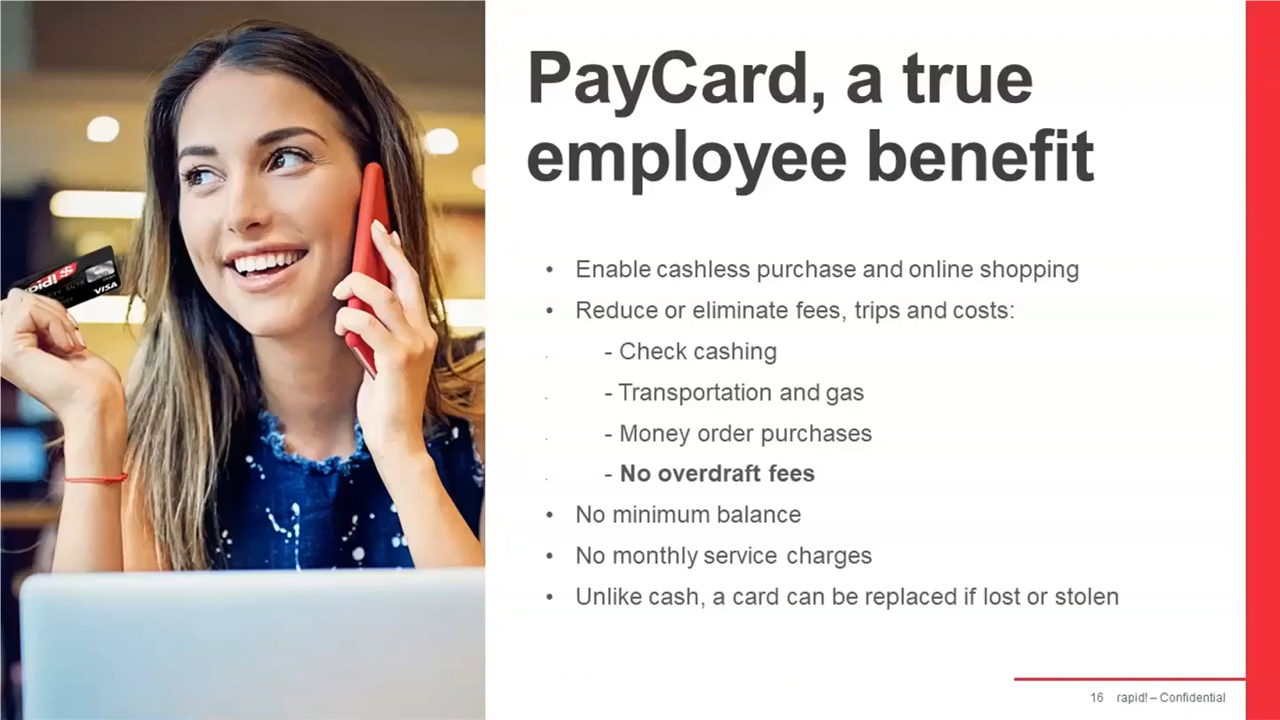 PayCard, a true
employee benefit
• Enable cashless purchase and online shopping
• Reduce or eliminate fees, trips and costs:
- Check cashing
- Transportation and gas
- Money order purchases
- No overdraft fees
• No minimum balance
• No monthly service charges
• Unlike cash, a card can be replaced if lost or stolen
VISA
16 rapid! – Confidential